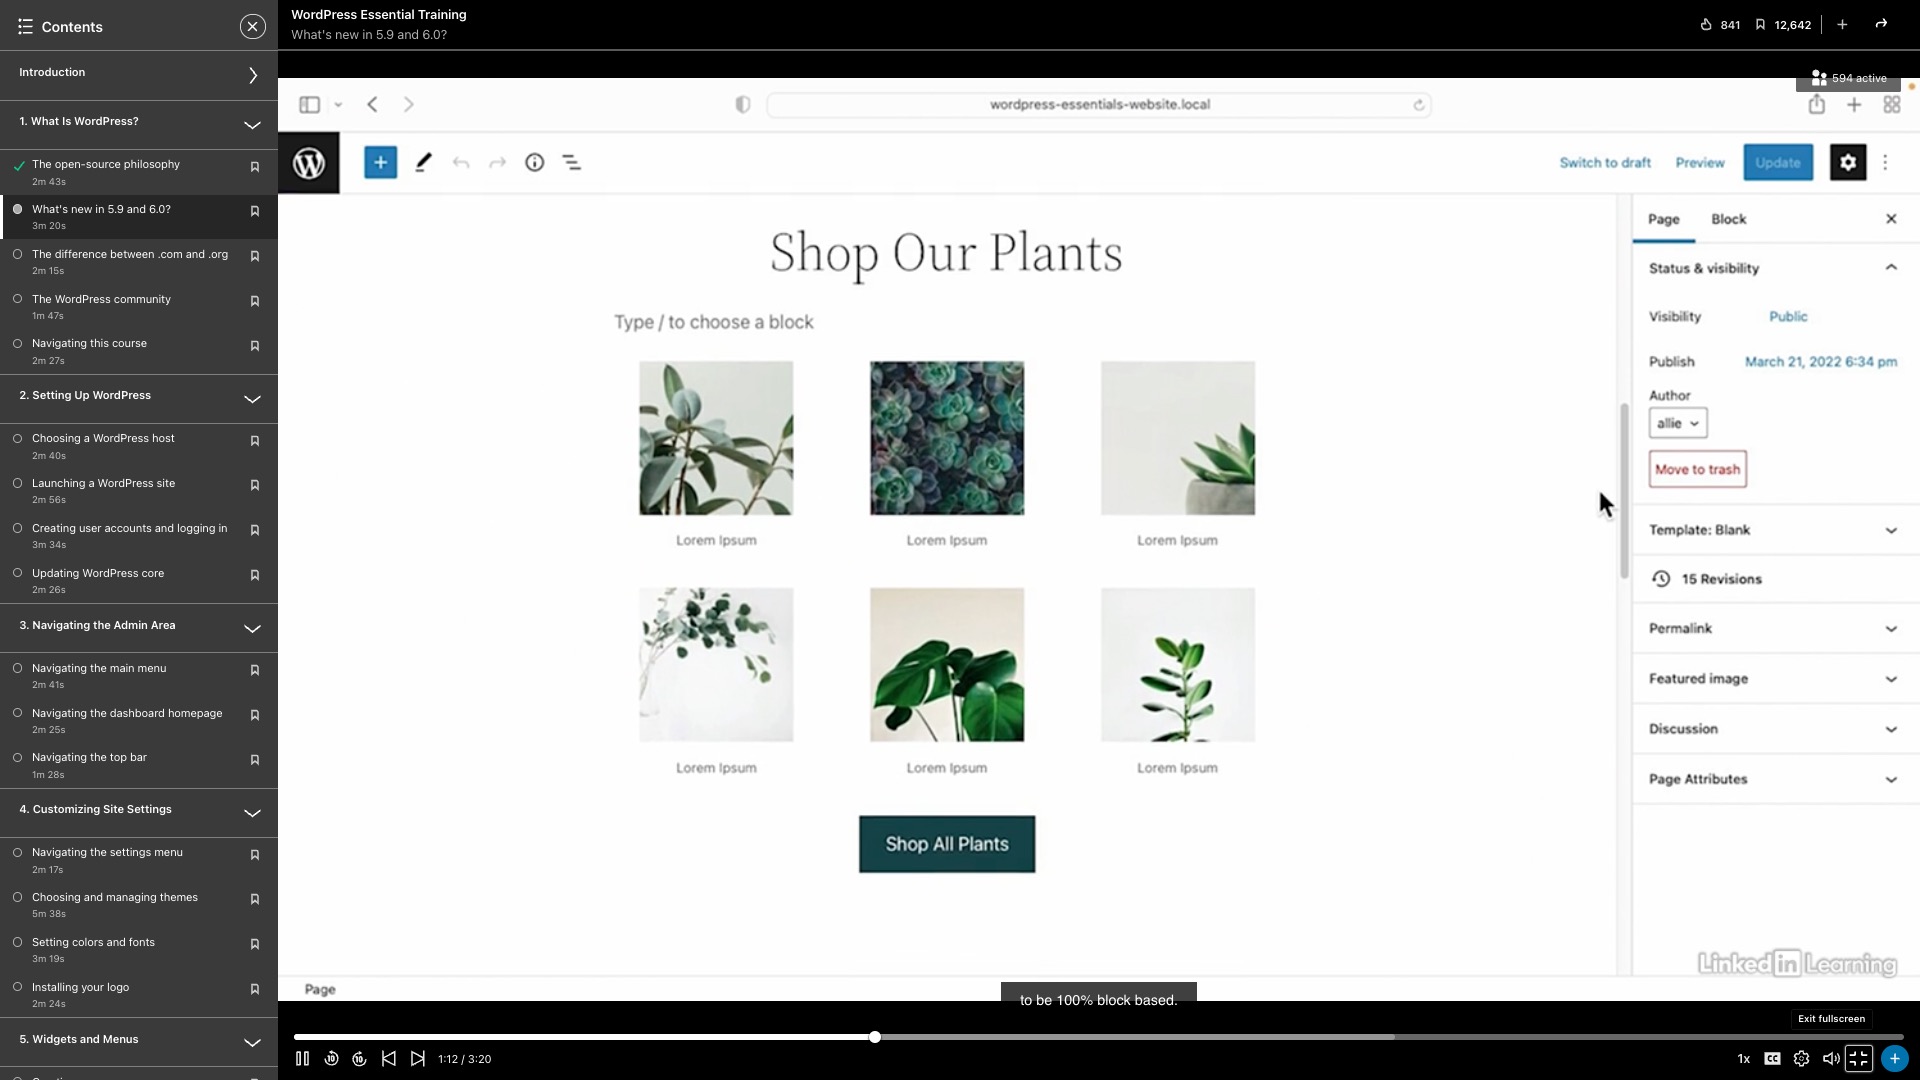 Contents
Introduction
1. What Is WordPress?
The open-source philosophy
2m 43s
What's new in 5.9 and 6.0?
3m 20s
The difference between .com and .org
2m 15s
The WordPress community
1m 47s
Navigating this course
2m 27s
2. Setting Up WordPress
Choosing a WordPress host
2m 40s
Launching a WordPress site
2m 56s
Creating user accounts and logging in
3m 34s
Updating WordPress core
2m 26s
3. Navigating the Admin Area
Navigating the main menu
2m 41s
Navigating the dashboard homepage
2m 25s
Navigating the top bar
1m 28s
4. Customizing Site Settings
Navigating the settings menu
2m 17s
Choosing and managing themes
5m 38s
Setting colors and fonts
3m 19s
Installing your logo
2m 24s
5. Widgets and Menus
WordPress Essential Training
What's new in 5.9 and 6.0?
841 12,642
594 active
wordpress-essentials-website.local
Switch to draft Preview Update
Shop Our Plants
Type / to choose a block
Lorem Ipsum Lorem Ipsum Lorem Ipsum
Lorem Ipsum Lorem Ipsum Lorem Ipsum
Shop All Plants
Page Block
Status & visibility
Visibility Public
Publish March 21, 2022 6:34 pm
Author
allie
Move to trash
Template: Blank
15 Revisions
Permalink
Featured image
Discussion
Page Attributes
Linked in Learning
Page
to be 100% block based.
Exit fullscreen
10 10 1:12 / 3:20
1x CC